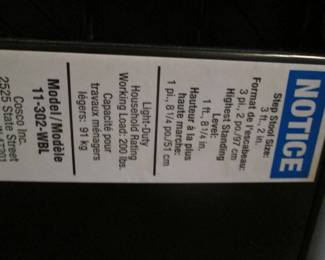 NOTICE
Step Stool Size:
3 ft., 2 in.
Format de l'escabeau:
3 pi., 2 po./97 cm
Highest Standing
Level:
1 ft., 8 1/4 in.
Hauteur à la plus
haute marche:
1 pi., 8 1/4 po/51 cm
Light-Duty
Household Rating
Working Load: 200 lbs.
Capacité pour
travaux ménagers
légers: 91 kg
Model/Modèle
11-302-WBL
Cosco Inc.
2525 State Street